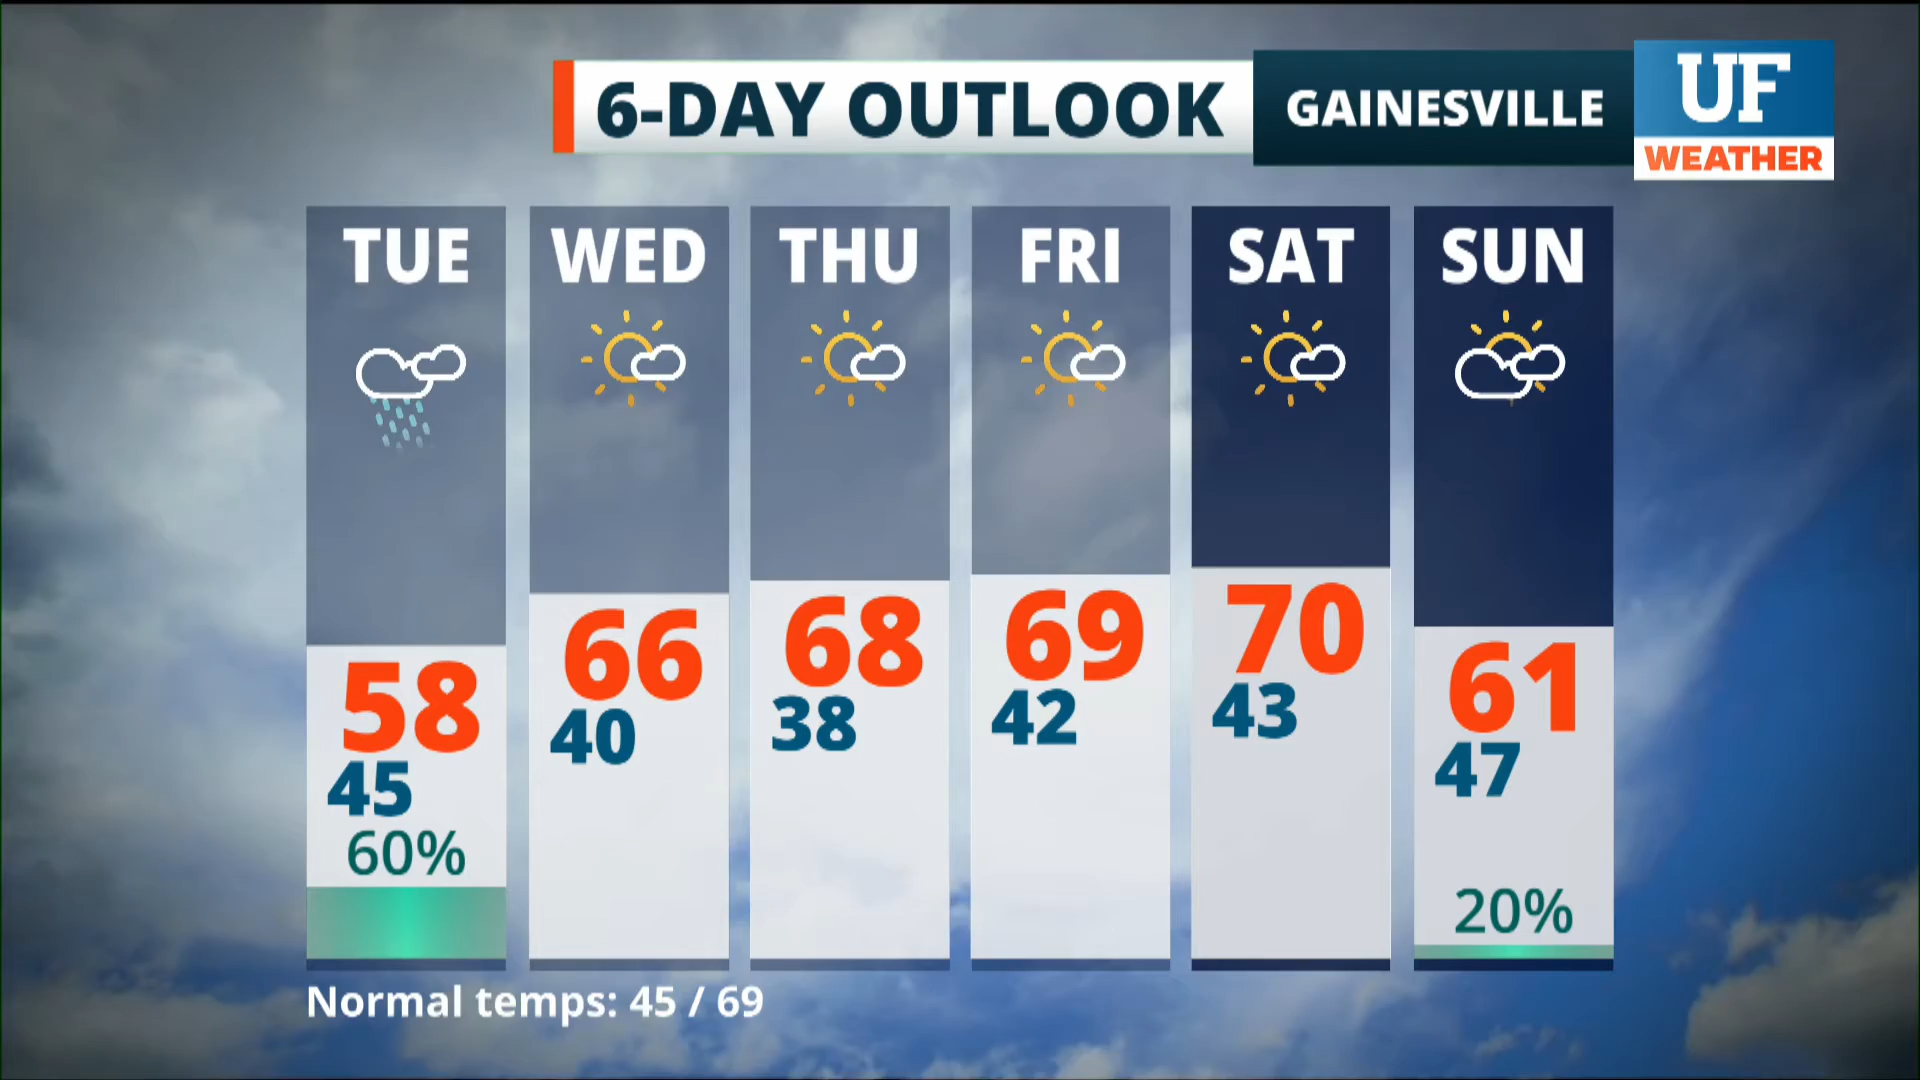 6-DAY OUTLOOK
GAINESVILLE
UF
WEATHER
TUE
WED
THU
FRI
SAT
SUN
58
45
60%
66
40
68
38
69
42
70
43
61
47
20%
Normal temps: 45 / 69